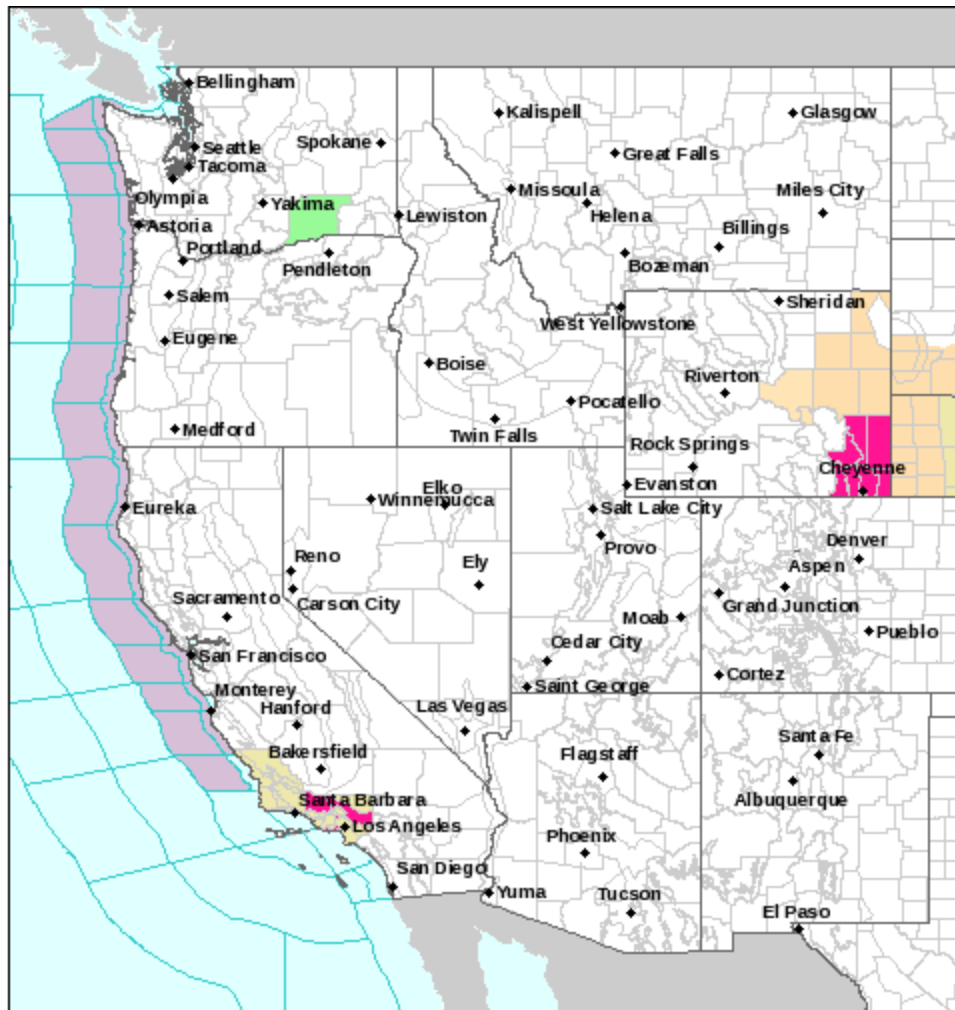 Bellingham
Kalispell
Glasgow
Seattle
Spokane
Great Falls
Tacoma
Missoula
Miles City
Olympia
Yakima
Lewiston
Helena
Astoria
Billings
Portland
Pendleton
Bozeman
Salem
Sheridan
West Yellowstone
Eugene
Boise
Riverton
Pocatello
Medford
Twin Falls
Rock Springs
Cheyenne
Elko
Evanston
Winnemucca
Eureka
Salt Lake City
Denver
Provo
Reno
Ely
Aspen
Sacramento
Carson City
Grand Junction
Moab
Pueblo
San Francisco
Cedar City
Cortez
Monterey
Saint George
Hanford
Las Vegas
Santa Fe
Bakersfield
Flagstaff
Santa Barbara
Albuquerque
Los Angeles
Phoenix
San Diego
Yuma
Tucson
El Paso